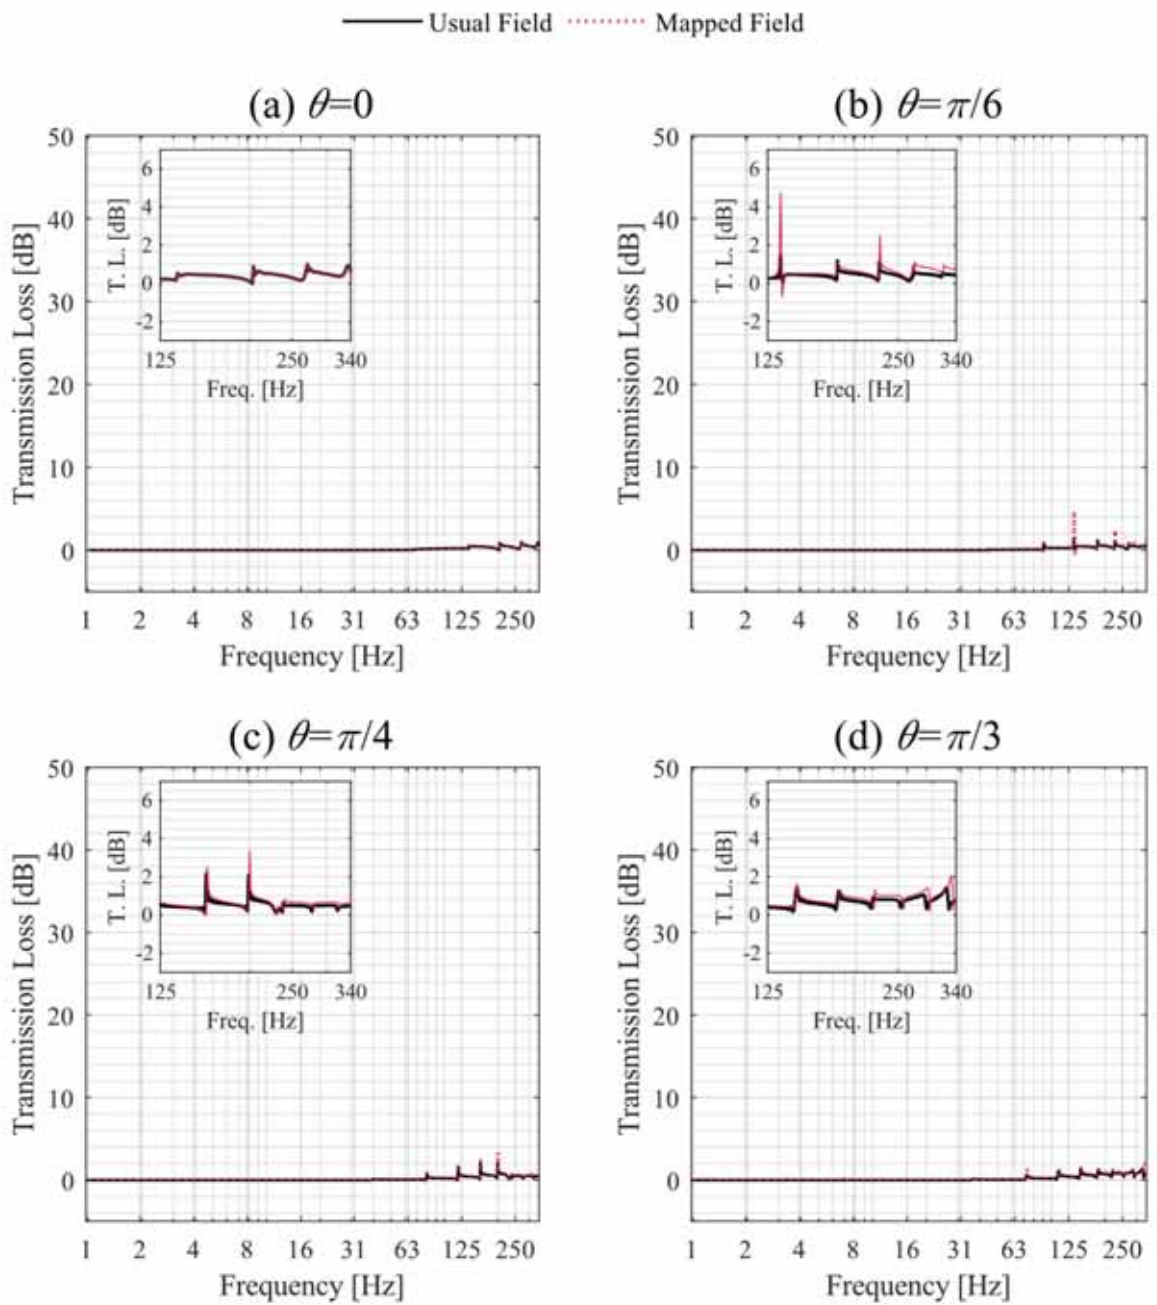 Usual Field Mapped Field
(a) θ=0
50
40
30
20
10
0
Transmission Loss [dB]
6
4
2
0
-2
T. L. [dB]
125 250 340
Freq. [Hz]
1 2 4 8 16 31 63 125 250
Frequency [Hz]
(b) θ=π/6
50
40
30
20
10
0
Transmission Loss [dB]
6
4
2
0
-2
T. L. [dB]
125 250 340
Freq. [Hz]
1 2 4 8 16 31 63 125 250
Frequency [Hz]
(c) θ=π/4
50
40
30
20
10
0
Transmission Loss [dB]
6
4
2
0
-2
T. L. [dB]
125 250 340
Freq. [Hz]
1 2 4 8 16 31 63 125 250
Frequency [Hz]
(d) θ=π/3
50
40
30
20
10
0
Transmission Loss [dB]
6
4
2
0
-2
T. L. [dB]
125 250 340
Freq. [Hz]
1 2 4 8 16 31 63 125 250
Frequency [Hz]